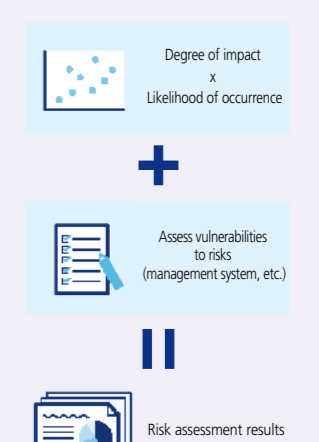 Degree of impact
x
Likelihood of occurrence
+
Assess vulnerabilities
to risks
(management system, etc.)
Risk assessment results